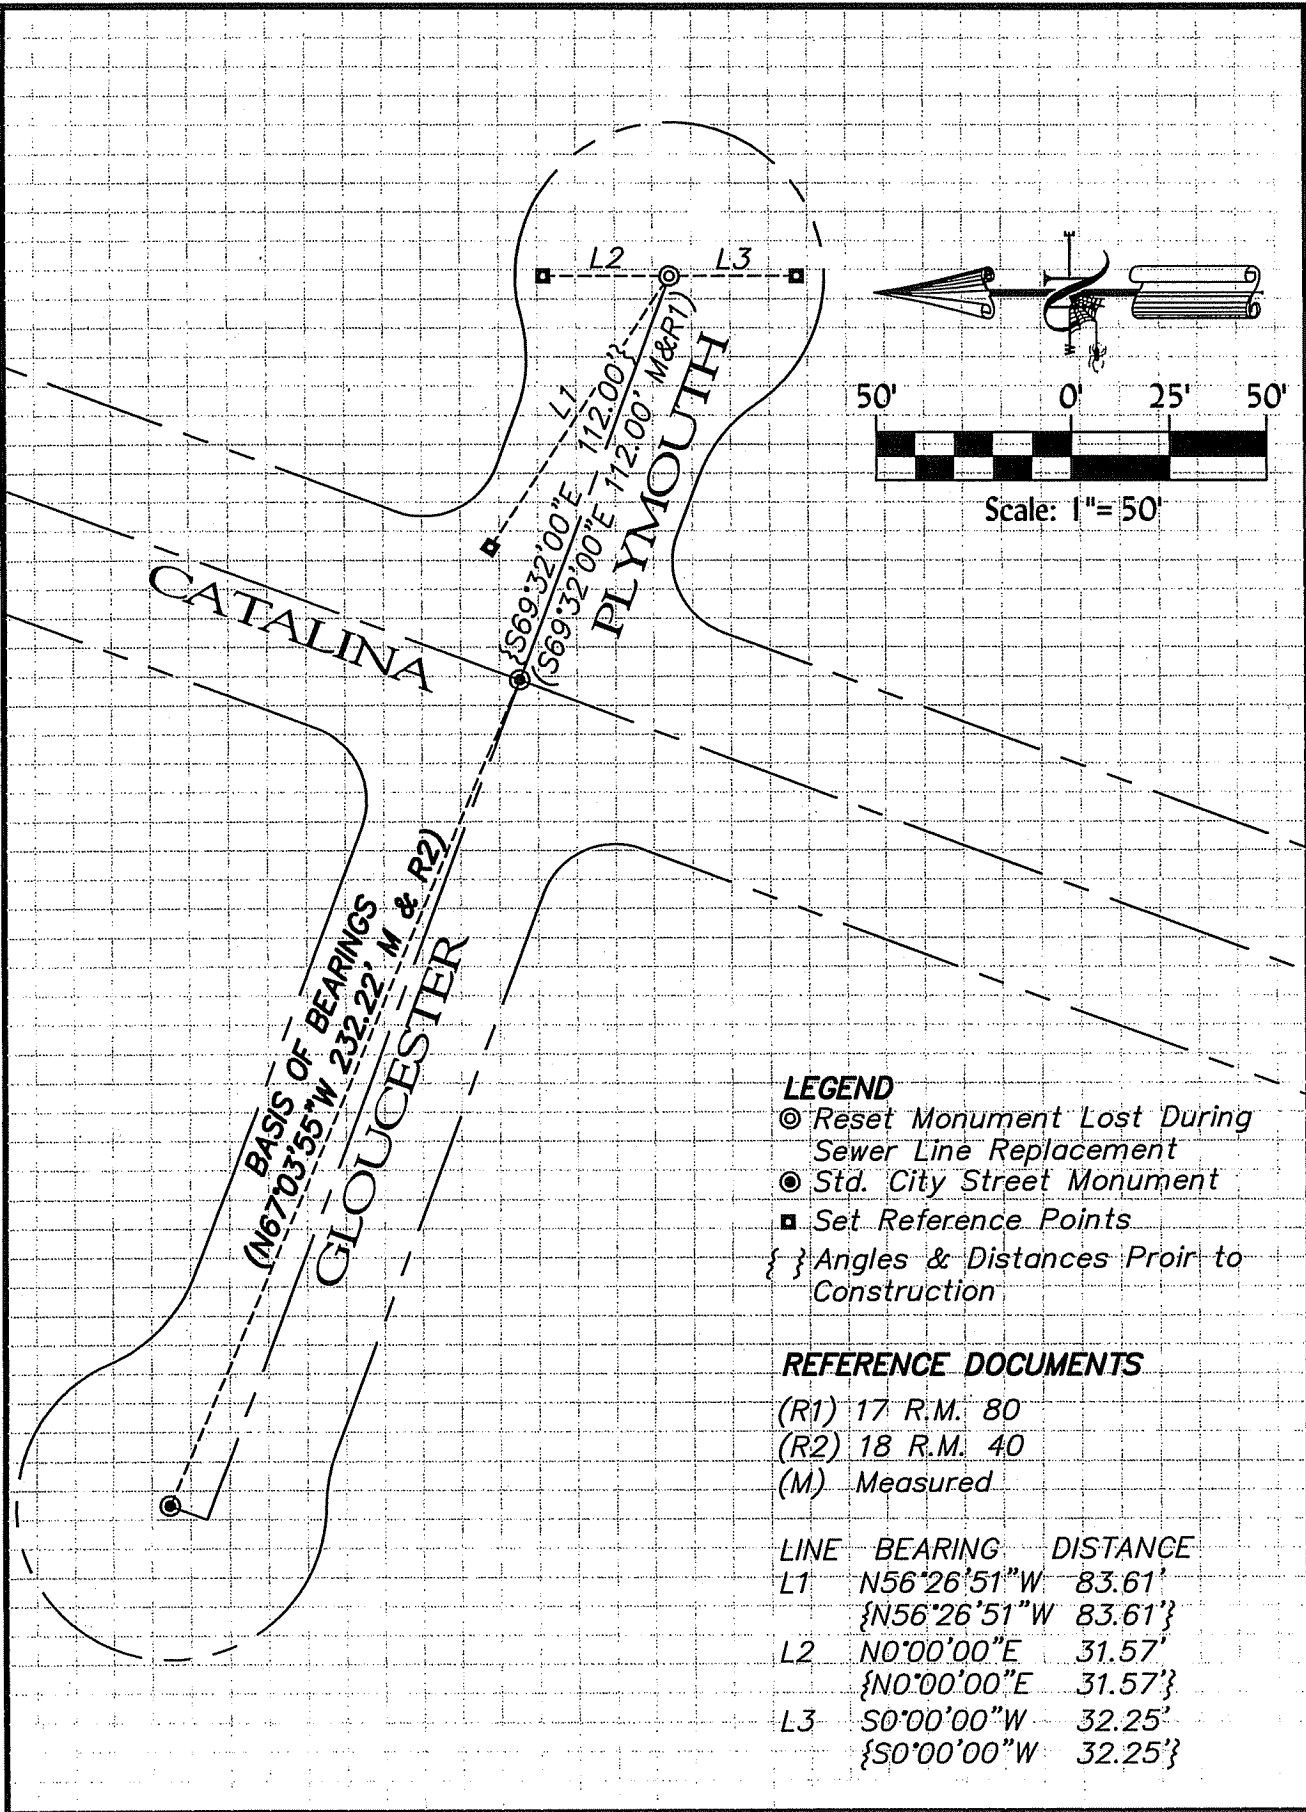 L2
L3
E
W
50'
0'
25'
50'
Scale: 1"= 50'
L1
{S69°32'00"E 112.00'}
(S69°32'00"E 112.00' M&R1)
PLYMOUTH
CATALINA
BASIS OF BEARINGS
(N67°03'55"W 232.22' M & R2)
GLOUCESTER
LEGEND
Reset Monument Lost During
Sewer Line Replacement
Std. City Street Monument
Set Reference Points
{ } Angles & Distances Proir to
Construction
REFERENCE DOCUMENTS
(R1) 17 R.M. 80
(R2) 18 R.M. 40
(M) Measured
LINE BEARING DISTANCE
L1 N56°26'51"W 83.61'
{N56°26'51"W 83.61'}
L2 N0°00'00"E 31.57'
{N0°00'00"E 31.57'}
L3 S0°00'00"W 32.25'
{S0°00'00"W 32.25'}